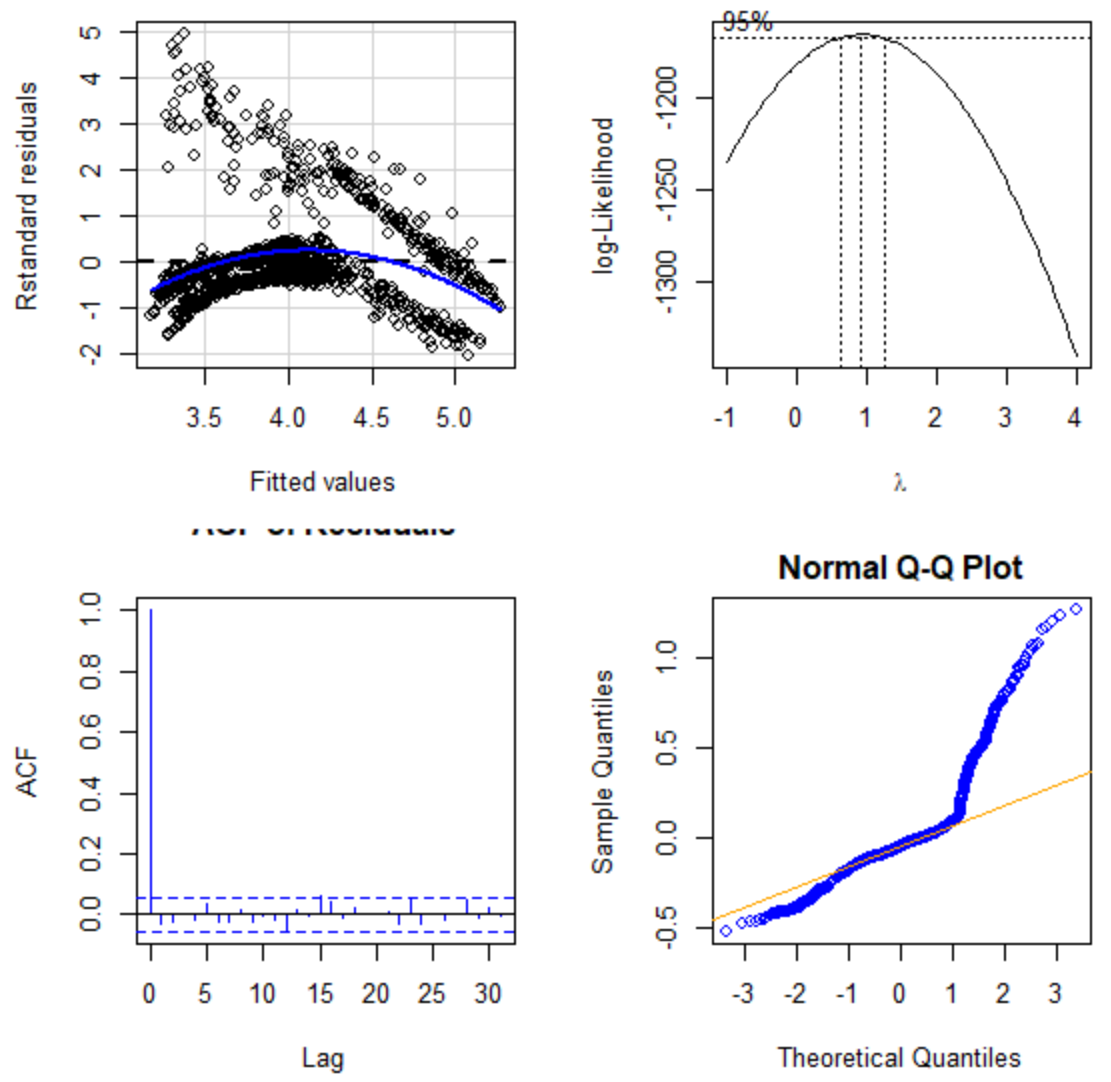 Rstandard residuals
5
4
3
2
1
0
-1
-2
3.5 4.0 4.5 5.0
Fitted values
95%
log-Likelihood
-1200
-1250
-1300
-1 0 1 2 3 4
λ
ACF of Residuals
ACF
1.0
0.8
0.6
0.4
0.2
0.0
0 5 10 15 20 25 30
Lag
Normal Q-Q Plot
Sample Quantiles
1.0
0.5
0.0
-0.5
-3 -2 -1 0 1 2 3
Theoretical Quantiles